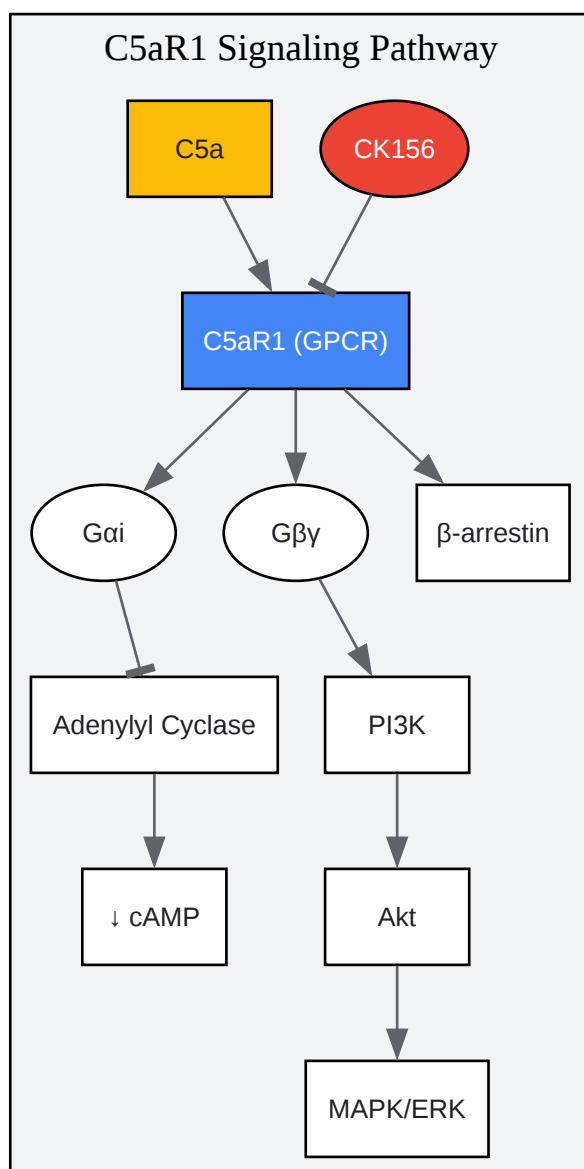 C5aR1 Signaling Pathway
C5a
CK156
C5aR1 (GPCR)
Gαi
Gβγ
β-arrestin
Adenylyl Cyclase
PI3K
↓ cAMP
Akt
MAPK/ERK